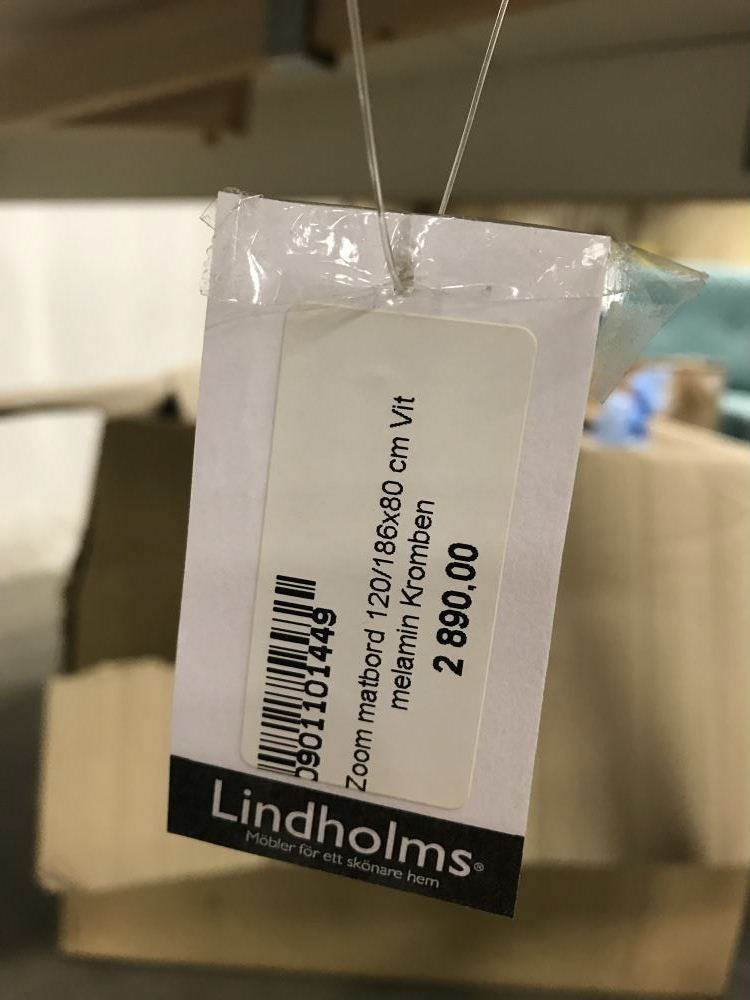 0901101449
Zoom matbord 120/186x80 cm Vit
melamin Kromben
2 890,00
Lindholms®
Möbler för ett skönare hem